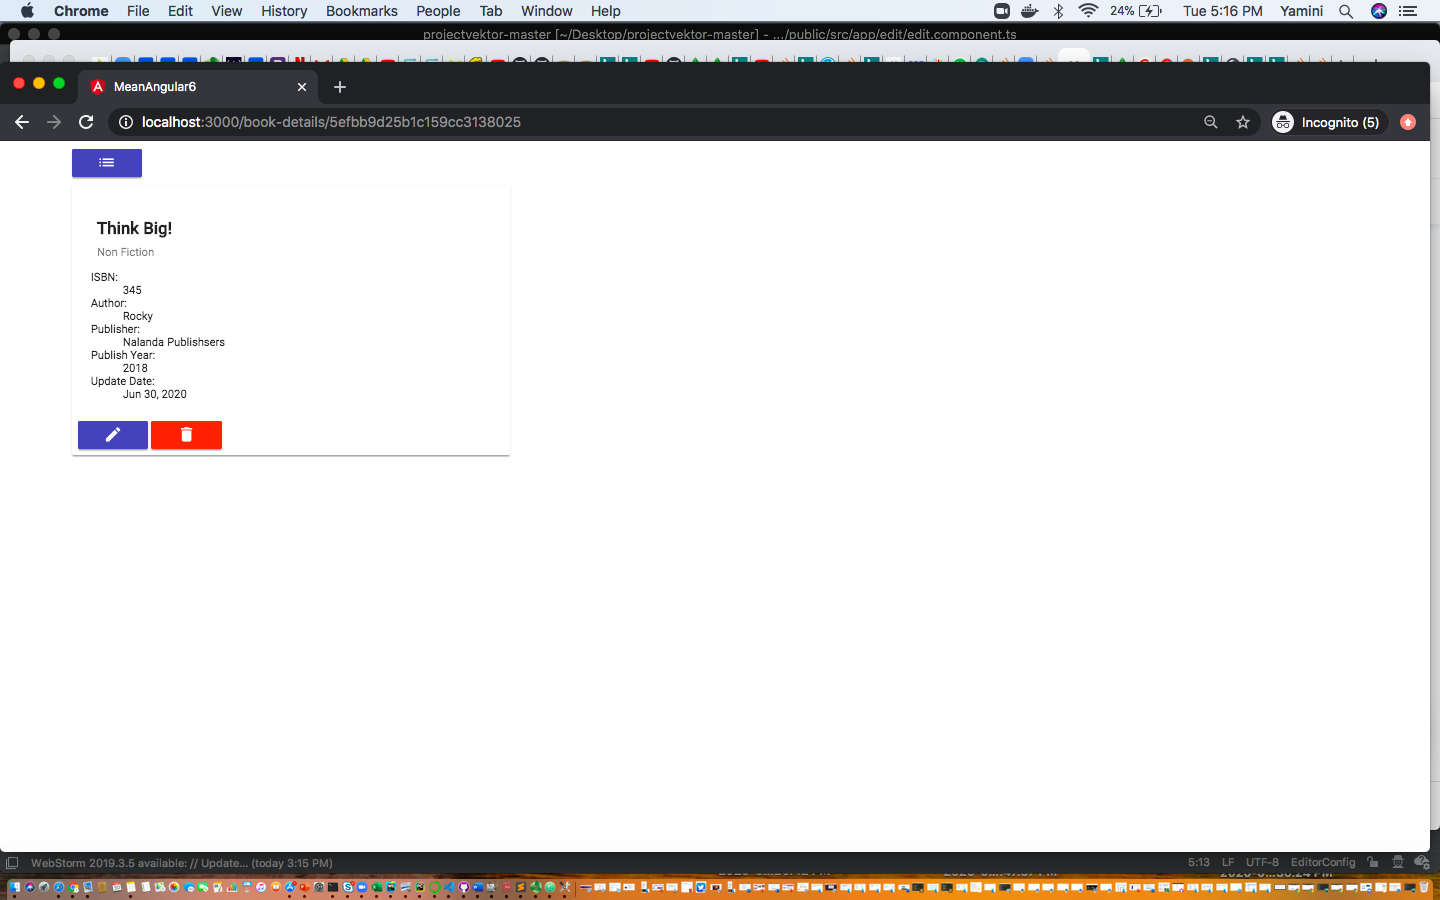 Chrome File Edit View History Bookmarks People Tab Window Help 24% Tue 5:16 PM Yamini
projectvektor-master [~/Desktop/projectvektor-master] - .../public/src/app/edit/edit.component.ts
MeanAngular6
localhost:3000/book-details/5efbb9d25b1c159cc3138025 Incognito (5)
Think Big!
Non Fiction
ISBN:
345
Author:
Rocky
Publisher:
Nalanda Publishsers
Publish Year:
2018
Update Date:
Jun 30, 2020
WebStorm 2019.3.5 available: // Update... (today 3:15 PM) 5:13 LF UTF-8 EditorConfig